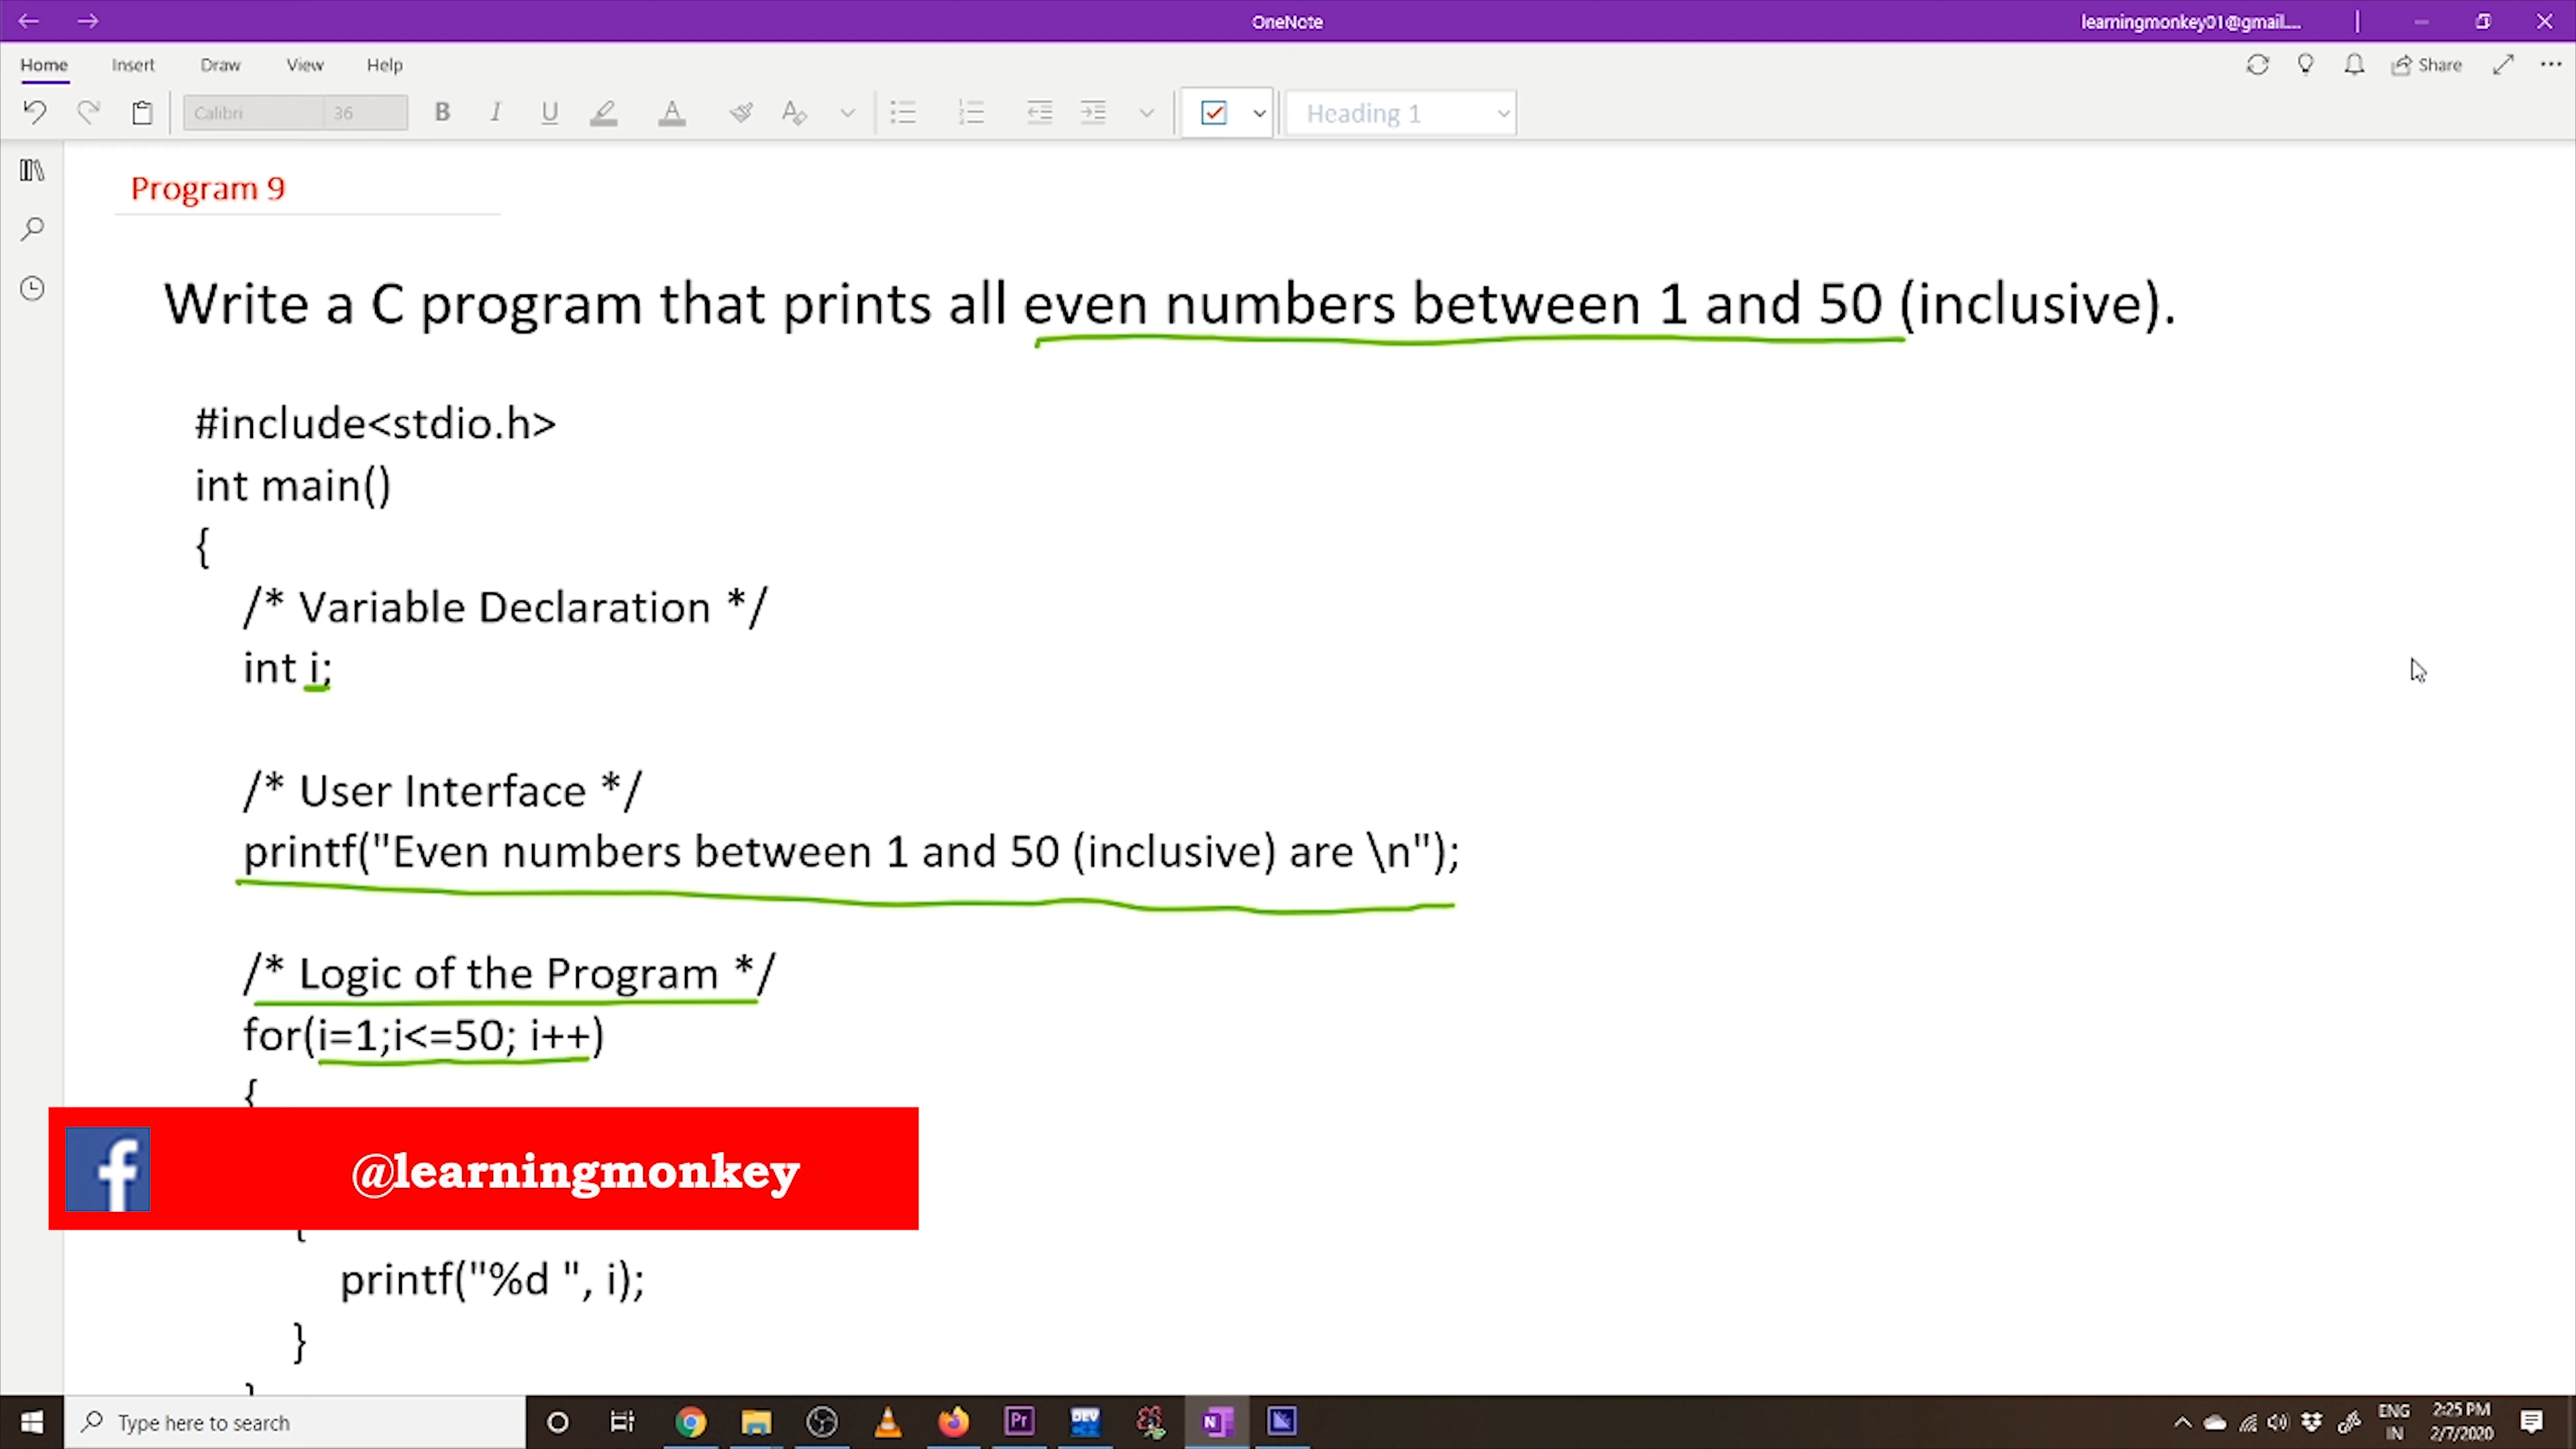 OneNote
learningmonkey01@gmail....
Home Insert Draw View Help
Share
Calibri 36 B I U A A Heading 1
Program 9
Write a C program that prints all even numbers between 1 and 50 (inclusive).
#include<stdio.h>
int main()
{
/* Variable Declaration */
int i;
/* User Interface */
printf("Even numbers between 1 and 50 (inclusive) are \n");
/* Logic of the Program */
for(i=1;i<=50; i++)
{
f @learningmonkey
printf("%d ", i);
}
Type here to search
Pr DEV N
ENG 2:25 PM
IN 2/7/2020